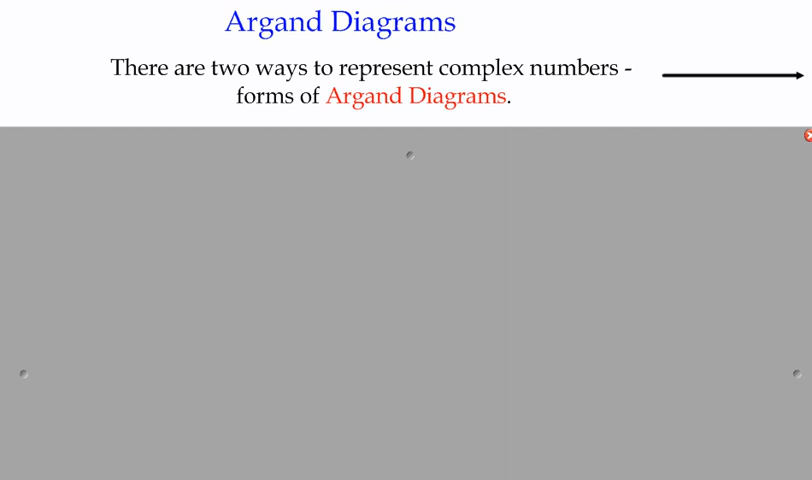 Argand Diagrams
There are two ways to represent complex numbers -
forms of Argand Diagrams.